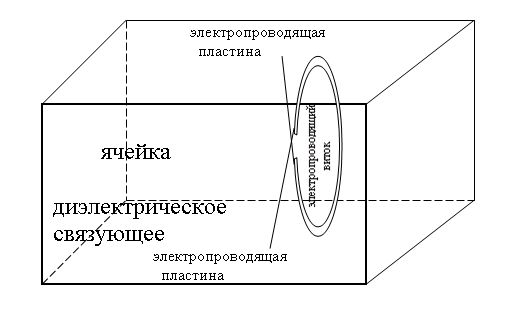 электропроводящая
пластина
электропроводящий
виток
ячейка
диэлектрическое
связующее
электропроводящая
пластина